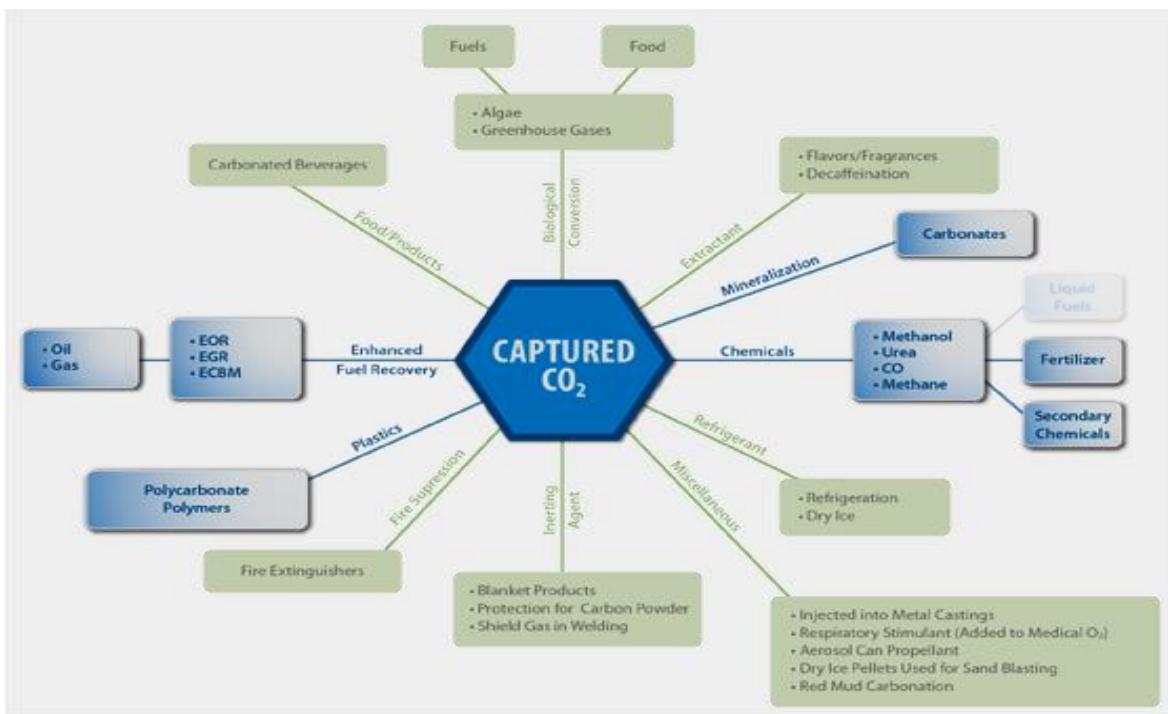 Fuels
Food
• Algae
• Greenhouse Gases
Carbonated Beverages
• Flavors/Fragrances
• Decaffeination
Food/Products
Biological
Conversion
Extractant
Mineralization
Carbonates
Liquid
Fuels
• Oil
• Gas
• EOR
• EGR
• ECBM
Enhanced
Fuel Recovery
CAPTURED
CO₂
Chemicals
• Methanol
• Urea
• CO
• Methane
Fertilizer
Secondary
Chemicals
Plastics
Polycarbonate
Polymers
Fire Supression
Fire Extinguishers
Inerting
Agent
• Blanket Products
• Protection for Carbon Powder
• Shield Gas in Welding
Refrigerant
• Refrigeration
• Dry Ice
Miscellaneous
• Injected into Metal Castings
• Respiratory Stimulant (Added to Medical O₂)
• Aerosol Can Propellant
• Dry Ice Pellets Used for Sand Blasting
• Red Mud Carbonation